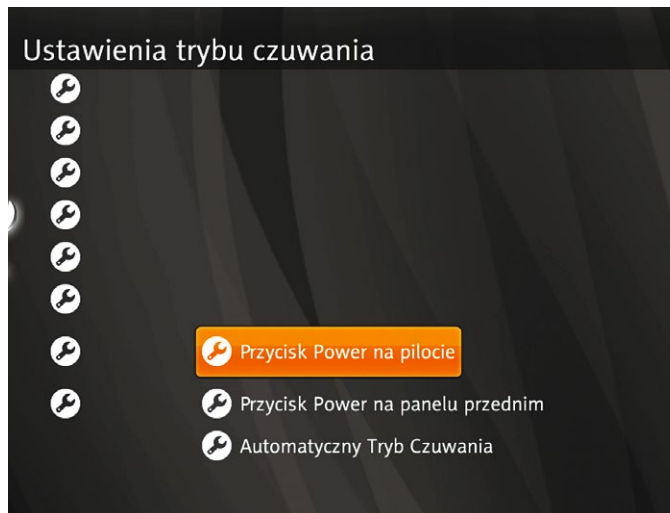 Ustawienia trybu czuwania
Przycisk Power na pilocie
Przycisk Power na panelu przednim
Automatyczny Tryb Czuwania